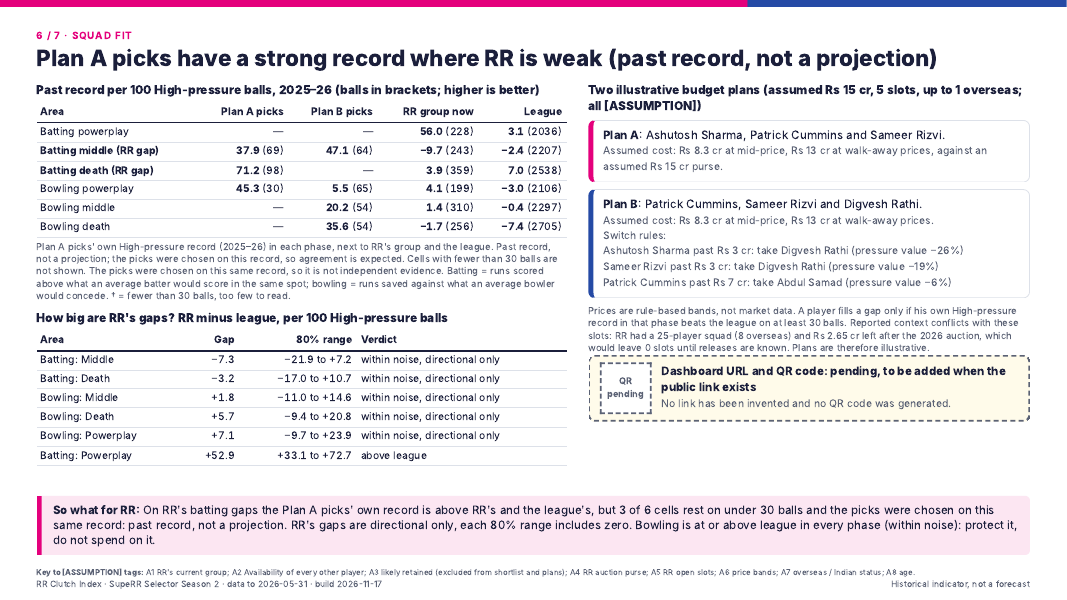 6 / 7 · SQUAD FIT
Plan A picks have a strong record where RR is weak (past record, not a projection)
Past record per 100 High-pressure balls, 2025–26 (balls in brackets; higher is better)
Area Plan A picks Plan B picks RR group now League
Batting powerplay — — 56.0 (228) 3.1 (2036)
Batting middle (RR gap) 37.9 (69) 47.1 (64) −9.7 (243) −2.4 (2207)
Batting death (RR gap) 71.2 (98) — 3.9 (359) 7.0 (2538)
Bowling powerplay 45.3 (30) 5.5 (65) 4.1 (199) −3.0 (2106)
Bowling middle — 20.2 (54) 1.4 (310) −0.4 (2297)
Bowling death — 35.6 (54) −1.7 (256) −7.4 (2705)
Plan A picks' own High-pressure record (2025–26) in each phase, next to RR's group and the league. Past record,
not a projection; the picks were chosen on this record, so agreement is expected. Cells with fewer than 30 balls are
not shown. The picks were chosen on this same record, so it is not independent evidence. Batting = runs scored
above what an average batter would score in the same spot; bowling = runs saved against what an average bowler
would concede. † = fewer than 30 balls, too few to read.
How big are RR's gaps? RR minus league, per 100 High-pressure balls
Area Gap 80% range Verdict
Batting: Middle −7.3 −21.9 to +7.2 within noise, directional only
Batting: Death −3.2 −17.0 to +10.7 within noise, directional only
Bowling: Middle +1.8 −11.0 to +14.6 within noise, directional only
Bowling: Death +5.7 −9.4 to +20.8 within noise, directional only
Bowling: Powerplay +7.1 −9.7 to +23.9 within noise, directional only
Batting: Powerplay +52.9 +33.1 to +72.7 above league
Two illustrative budget plans (assumed Rs 15 cr, 5 slots, up to 1 overseas;
all [ASSUMPTION])
Plan A: Ashutosh Sharma, Patrick Cummins and Sameer Rizvi.
Assumed cost: Rs 8.3 cr at mid-price, Rs 13 cr at walk-away prices, against an
assumed Rs 15 cr purse.
Plan B: Patrick Cummins, Sameer Rizvi and Digvesh Rathi.
Assumed cost: Rs 8.3 cr at mid-price, Rs 13 cr at walk-away prices.
Switch rules:
Ashutosh Sharma past Rs 3 cr: take Digvesh Rathi (pressure value −26%)
Sameer Rizvi past Rs 3 cr: take Digvesh Rathi (pressure value −19%)
Patrick Cummins past Rs 7 cr: take Abdul Samad (pressure value −6%)
Prices are rule-based bands, not market data. A player fills a gap only if his own High-pressure
record in that phase beats the league on at least 30 balls. Reported context conflicts with these
slots: RR had a 25-player squad (8 overseas) and Rs 2.65 cr left after the 2026 auction, which
would leave 0 slots until releases are known. Plans are therefore illustrative.
QR
pending
Dashboard URL and QR code: pending, to be added when the
public link exists
No link has been invented and no QR code was generated.
So what for RR: On RR's batting gaps the Plan A picks' own record is above RR's and the league's, but 3 of 6 cells rest on under 30 balls and the picks were chosen on this
same record: past record, not a projection. RR's gaps are directional only, each 80% range includes zero. Bowling is at or above league in every phase (within noise): protect it,
do not spend on it.
Key to [ASSUMPTION] tags: A1 RR's current group; A2 Availability of every other player; A3 likely retained (excluded from shortlist and plans); A4 RR auction purse; A5 RR open slots; A6 price bands; A7 overseas / Indian status; A8 age.
RR Clutch Index · SupeRR Selector Season 2 · data to 2026-05-31 · build 2026-11-17
Historical indicator, not a forecast